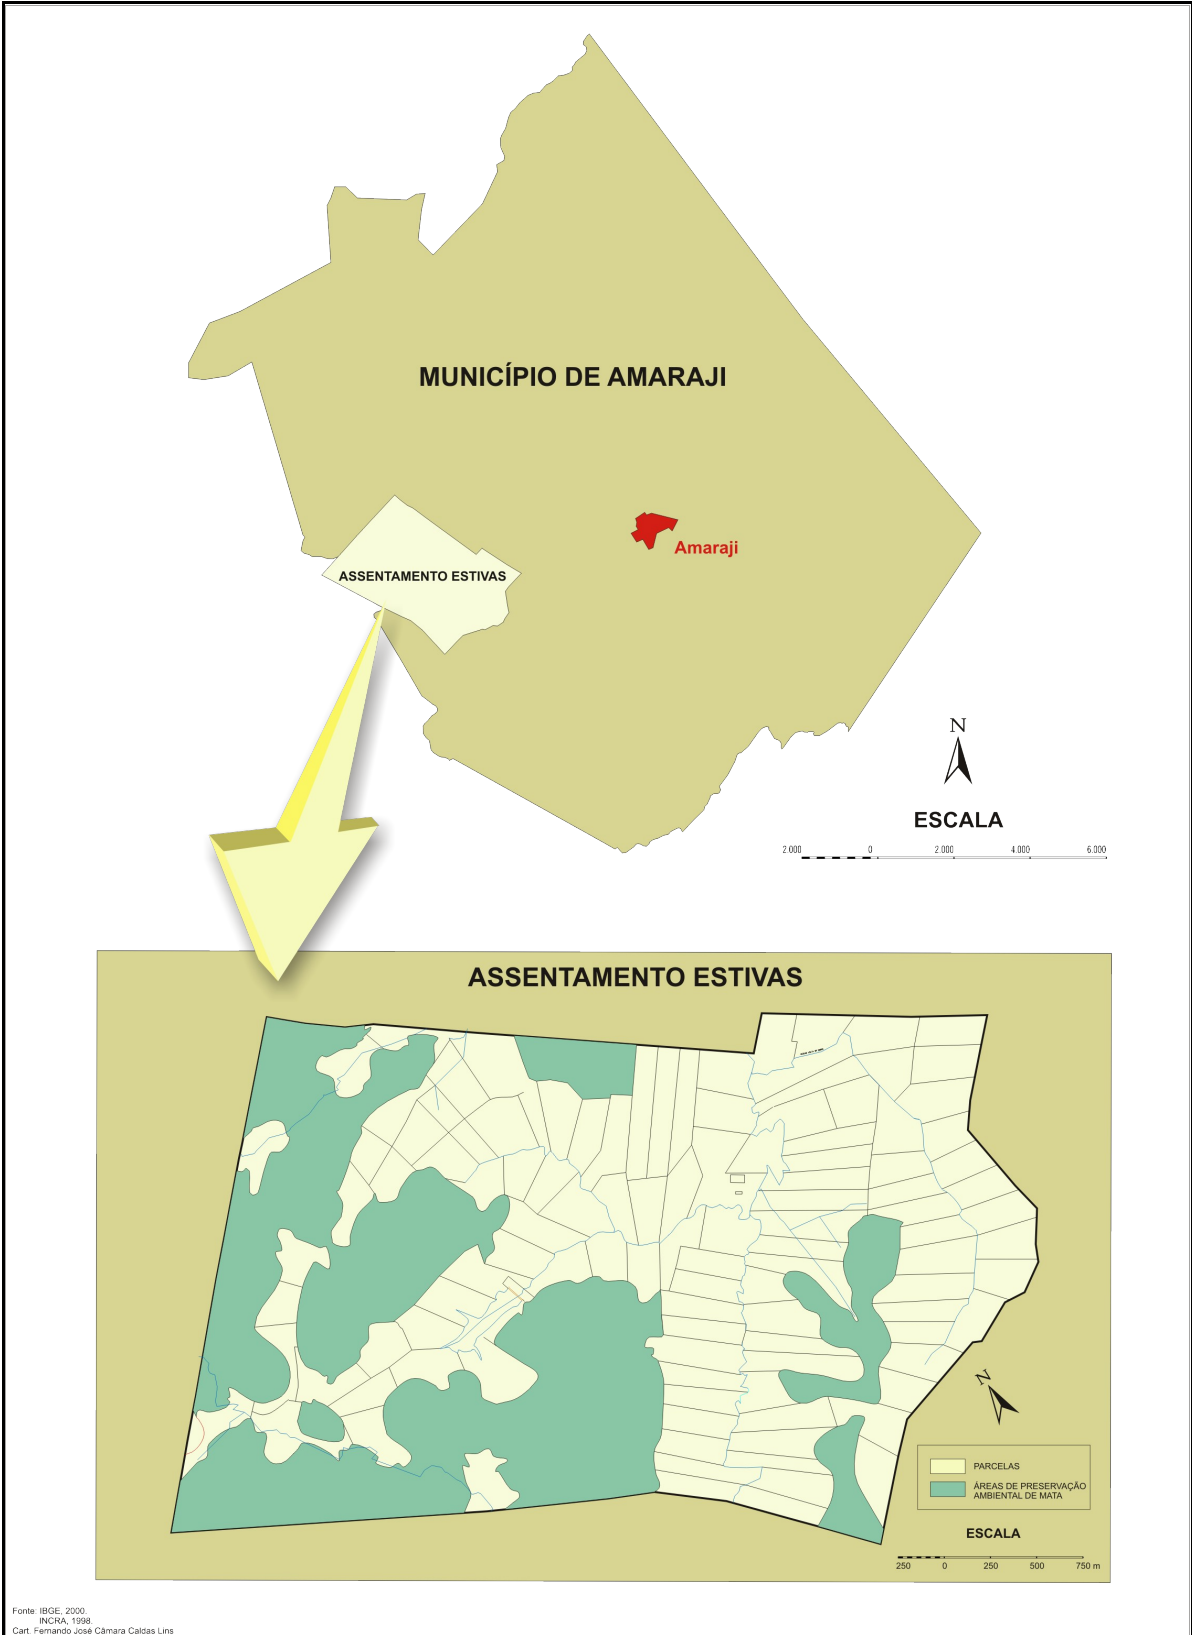 MUNICÍPIO DE AMARAJI
Amaraji
ASSENTAMENTO ESTIVAS
N
ESCALA
2 000 0 2.000 4.000 6.000
ASSENTAMENTO ESTIVAS
N
PARCELAS
ÁREAS DE PRESERVAÇÃO
AMBIENTAL DE MATA
ESCALA
250 0 250 500 750 m
Fonte: IBGE, 2000.
INCRA, 1998.
Cart. Fernando José Câmara Caldas Lins